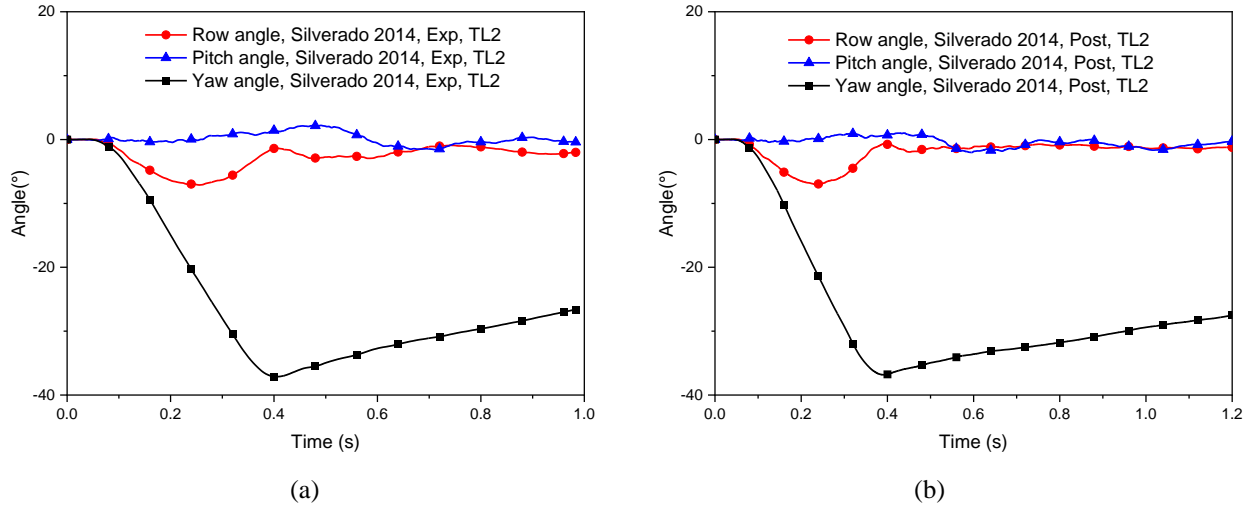 20
0
-20
-40
Angle(°)
0.0 0.2 0.4 0.6 0.8 1.0
Time (s)
Row angle, Silverado 2014, Exp, TL2
Pitch angle, Silverado 2014, Exp, TL2
Yaw angle, Silverado 2014, Exp, TL2
(a)
20
0
-20
-40
Angle(°)
0.0 0.2 0.4 0.6 0.8 1.0 1.2
Time (s)
Row angle, Silverado 2014, Post, TL2
Pitch angle, Silverado 2014, Post, TL2
Yaw angle, Silverado 2014, Post, TL2
(b)